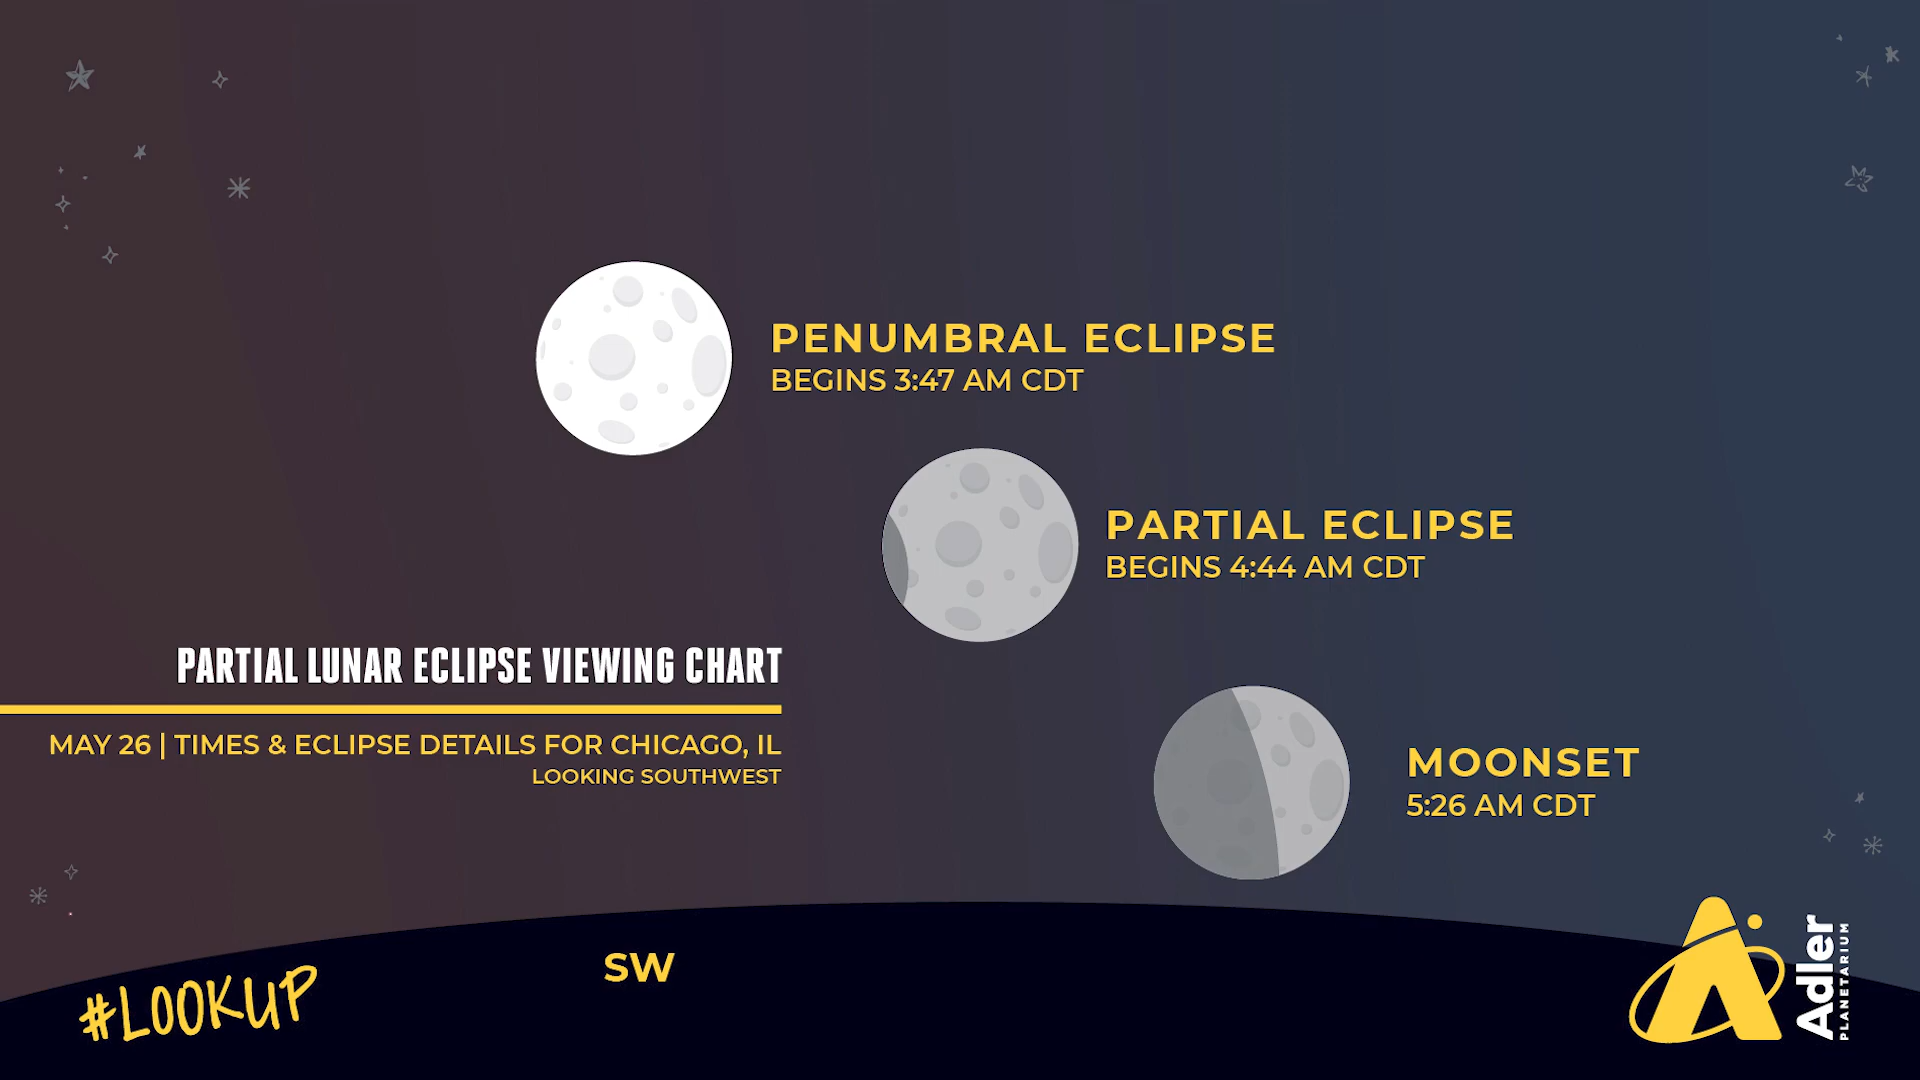 PENUMBRAL ECLIPSE
BEGINS 3:47 AM CDT
PARTIAL ECLIPSE
BEGINS 4:44 AM CDT
PARTIAL LUNAR ECLIPSE VIEWING CHART
MAY 26 | TIMES & ECLIPSE DETAILS FOR CHICAGO, IL
LOOKING SOUTHWEST
MOONSET
5:26 AM CDT
SW
#LOOKUP
Adler
PLANETARIUM